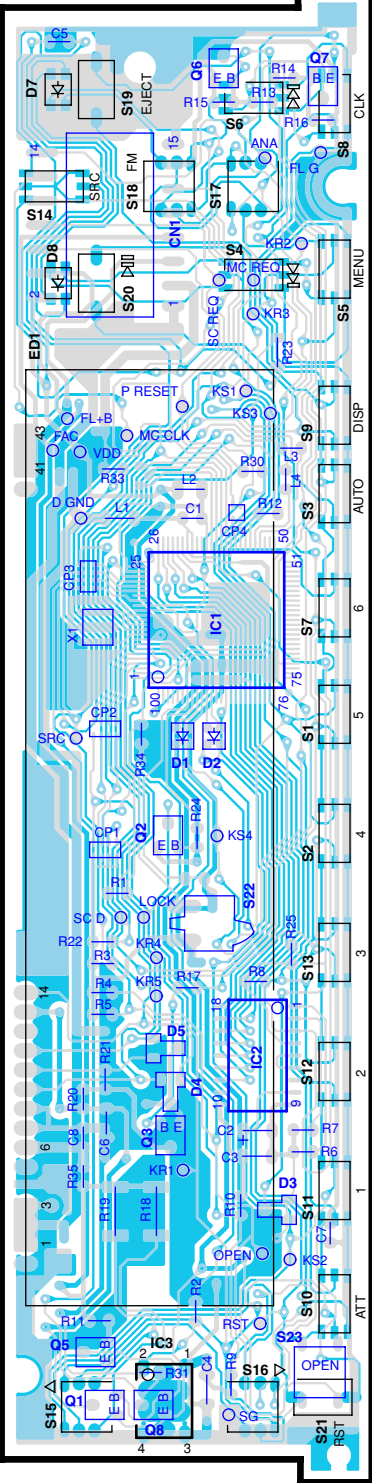 C5
Q6
E B
R14
Q7
B E
D7
S19
EJECT
R15
R13
S6
R16
CLK
S8
14
15
ANA
FL G
S14
SRC
S18
FM
S17
CN1
KR2
D8
2
S20
1
S4
MC REQ
SC REQ
KR3
MENU
S5
ED1
R23
P RESET
KS1
KS3
FL+B
43
FAC
MC CLK
41
VDD
DISP
S9
R33
R30
L3
L4
L2
D GND
L1
C1
CP4
R12
AUTO
S3
26
50
25
51
CP3
X1
IC1
6
S7
1
100
75
76
CP2
SRC
R34
D1
D2
5
S1
CP1
Q2
E B
R24
KS4
4
S2
R1
LOCK
SC D
S22
R22
R3
KR4
R25
3
S13
R4
R5
KR5
R17
R8
14
18
1
IC2
10
9
R21
D5
D4
2
S12
R20
C8
C6
6
Q3
B E
C2
+
C3
R7
R6
R35
KR1
3
1
R19
R18
R10
D3
1
S11
C7
OPEN
KS2
R2
RST
ATT
S10
R11
Q5
E B
IC3
2
1
R31
S23
OPEN
S15
Q1
E B
Q8
E B
4
3
C4
R9
S16
SG
S21
RST